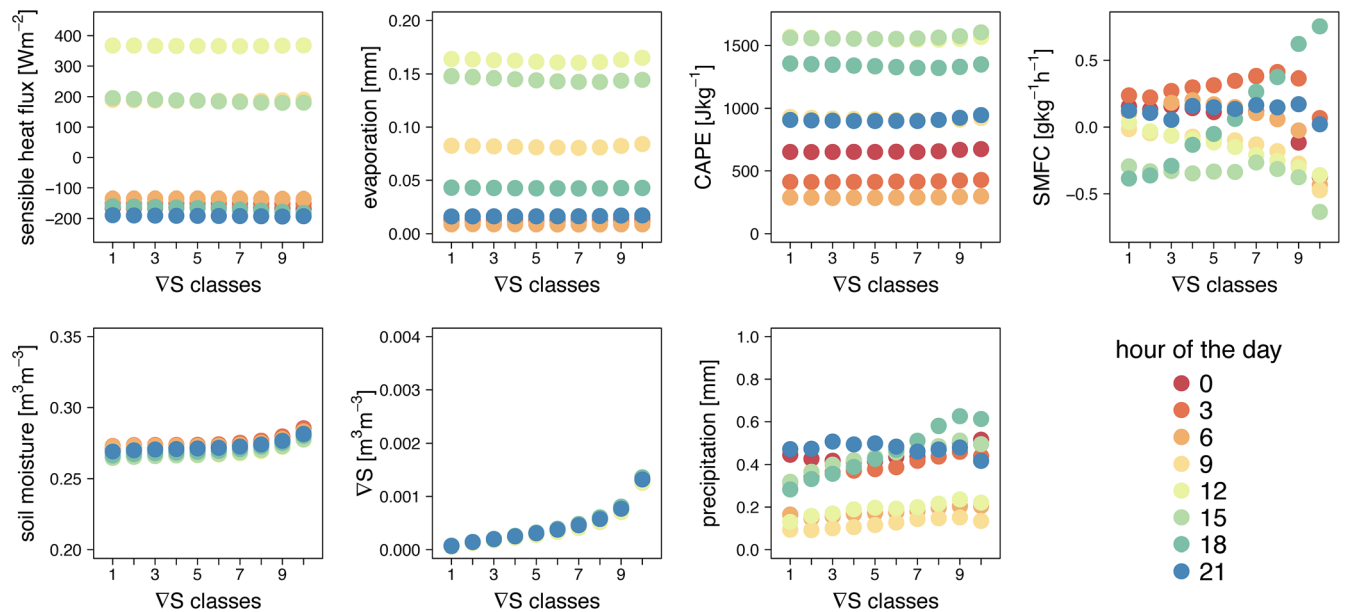 sensible heat flux [Wm−2]
400
300
200
100
0
−100
−200
1 3 5 7 9
∇S classes
evaporation [mm]
0.20
0.15
0.10
0.05
0.00
1 3 5 7 9
∇S classes
CAPE [Jkg−1]
1500
1000
500
0
1 3 5 7 9
∇S classes
SMFC [gkg−1h−1]
0.5
0.0
−0.5
1 3 5 7 9
∇S classes
soil moisture [m3m−3]
0.35
0.30
0.25
0.20
1 3 5 7 9
∇S classes
∇S [m3m−3]
0.004
0.003
0.002
0.001
0.000
1 3 5 7 9
∇S classes
precipitation [mm]
1.0
0.8
0.6
0.4
0.2
0.0
1 3 5 7 9
∇S classes
hour of the day
0
3
6
9
12
15
18
21